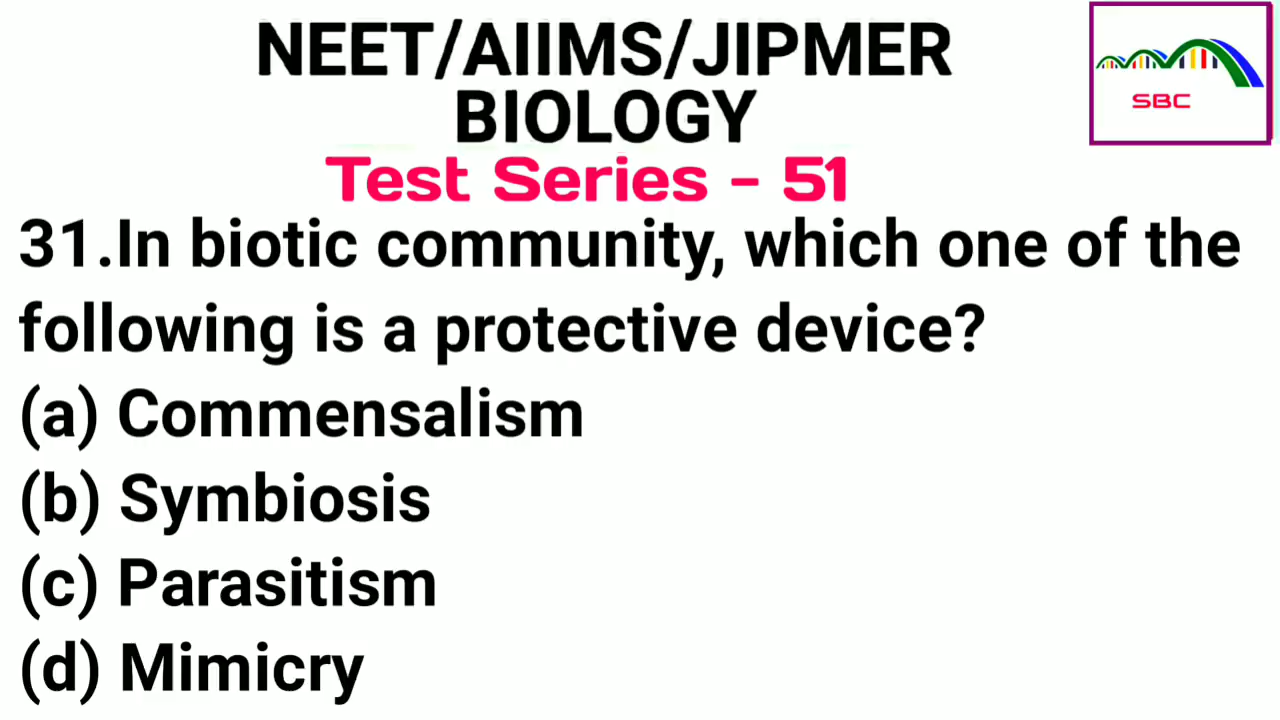 NEET/AIIMS/JIPMER
BIOLOGY
SBC
Test Series - 51
31.In biotic community, which one of the
following is a protective device?
(a) Commensalism
(b) Symbiosis
(c) Parasitism
(d) Mimicry